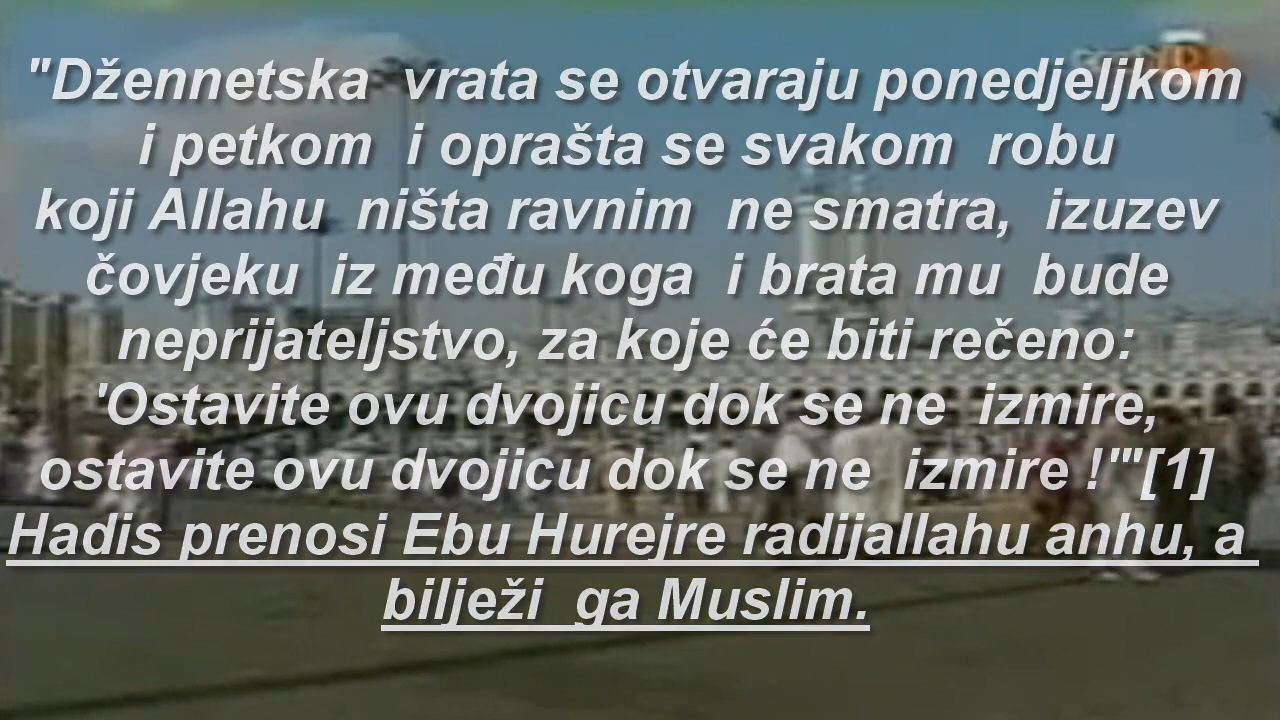 "Džennetska vrata se otvaraju ponedjeljkom
i petkom i oprašta se svakom robu
koji Allahu ništa ravnim ne smatra, izuzev
čovjeku iz među koga i brata mu bude
neprijateljstvo, za koje će biti rečeno:
'Ostavite ovu dvojicu dok se ne izmire,
ostavite ovu dvojicu dok se ne izmire !'"[1]
Hadis prenosi Ebu Hurejre radijallahu anhu, a
bilježi ga Muslim.